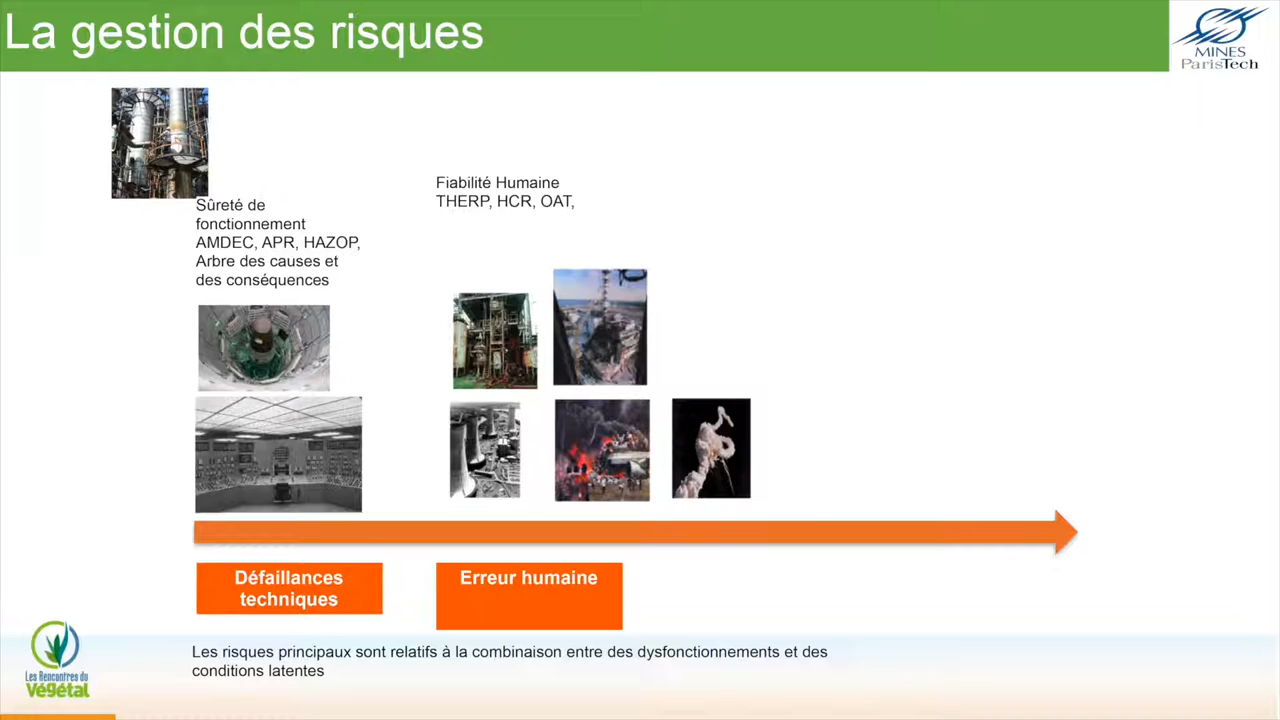 La gestion des risques
MINES
ParisTech
Fiabilité Humaine
THERP, HCR, OAT,
Sûreté de
fonctionnement
AMDEC, APR, HAZOP,
Arbre des causes et
des conséquences
Défaillances
techniques
Erreur humaine
Les risques principaux sont relatifs à la combinaison entre des dysfonctionnements et des
conditions latentes
Les Rencontres du
Végétal